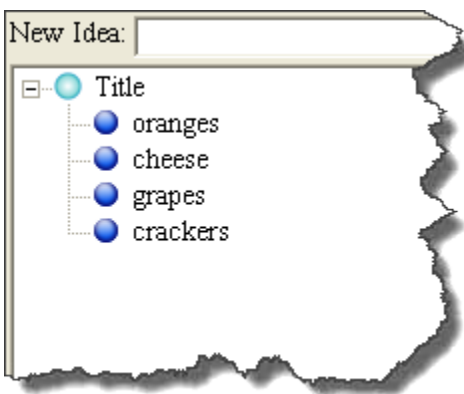 New Idea:
Title
oranges
cheese
grapes
crackers